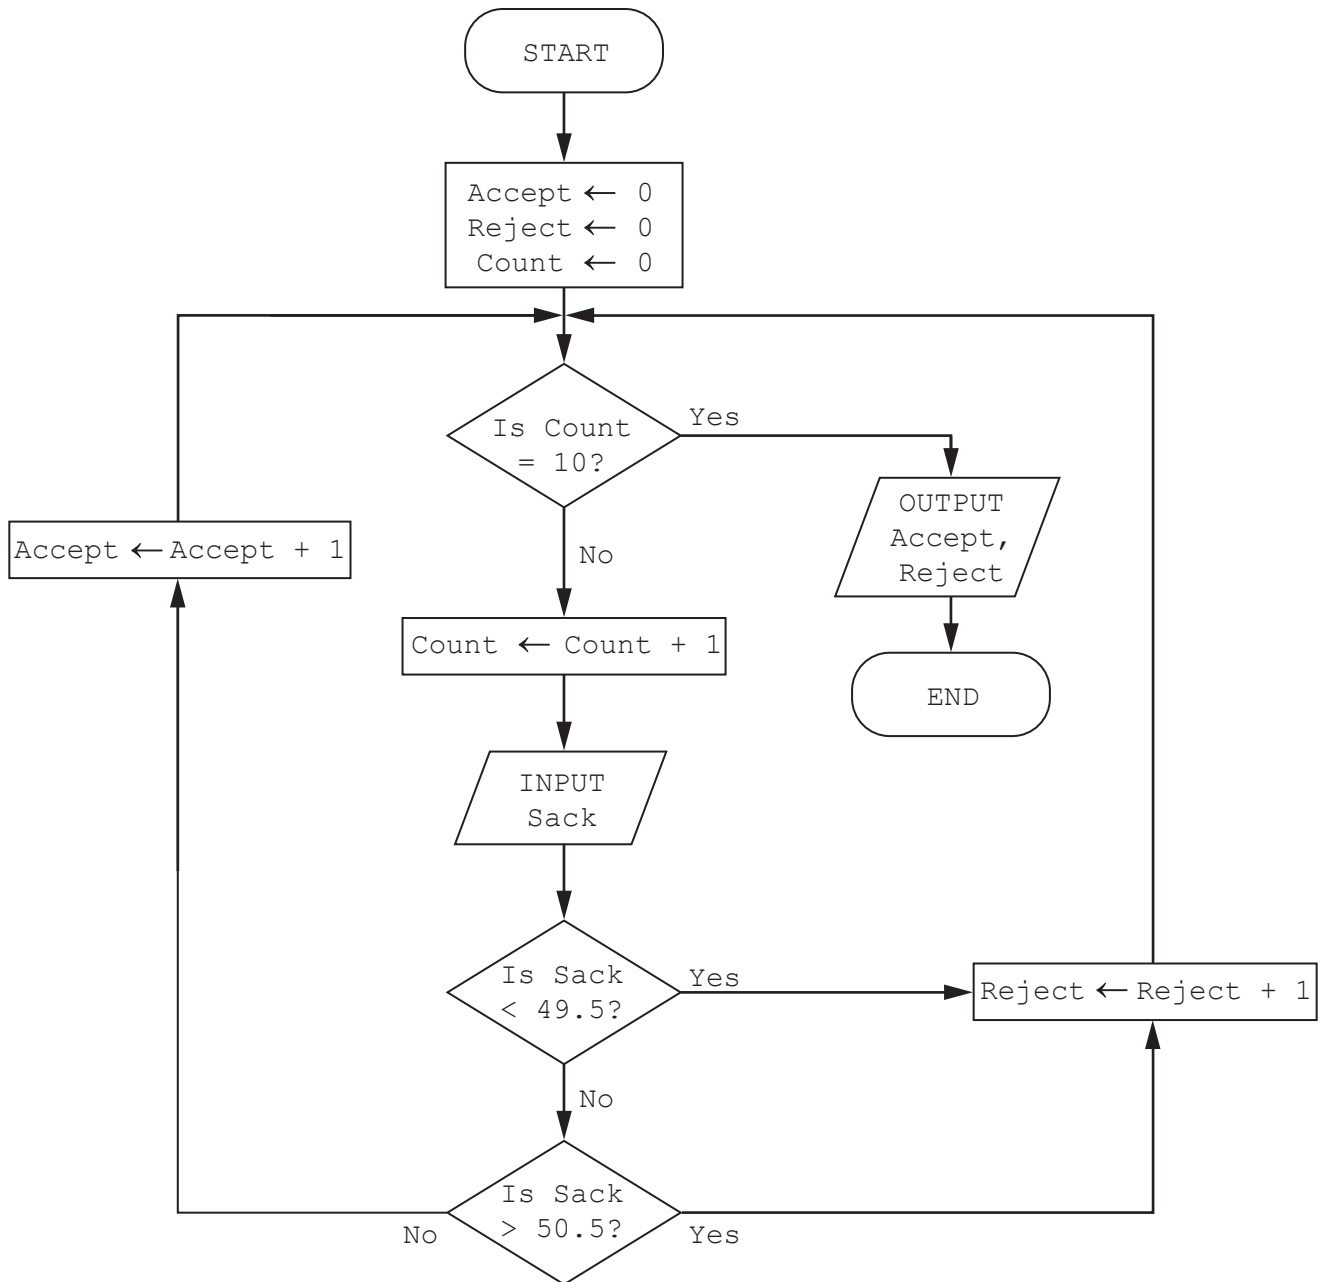 START
Accept ← 0
Reject ← 0
Count ← 0
Is Count
= 10?
Yes
OUTPUT
Accept,
Reject
END
No
Accept ← Accept + 1
Count ← Count + 1
INPUT
Sack
Is Sack
< 49.5?
Yes
Reject ← Reject + 1
No
Is Sack
> 50.5?
No
Yes